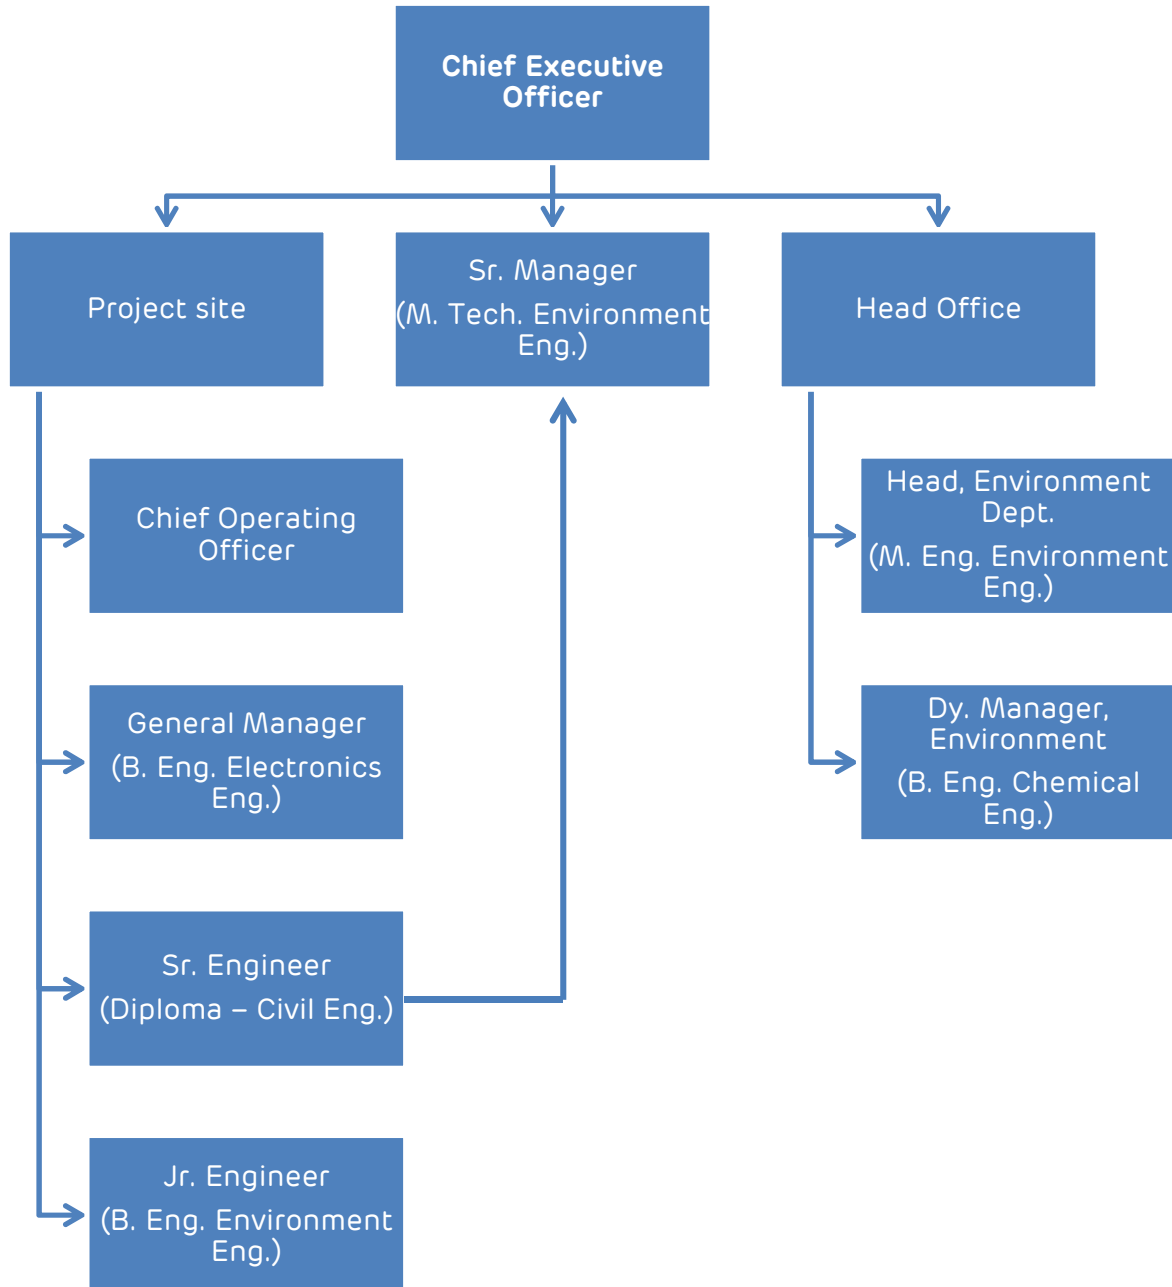 Chief Executive
Officer
Project site
Sr. Manager
(M. Tech. Environment
Eng.)
Head Office
Chief Operating
Officer
Head, Environment
Dept.
(M. Eng. Environment
Eng.)
General Manager
(B. Eng. Electronics
Eng.)
Dy. Manager,
Environment
(B. Eng. Chemical
Eng.)
Sr. Engineer
(Diploma – Civil Eng.)
Jr. Engineer
(B. Eng. Environment
Eng.)